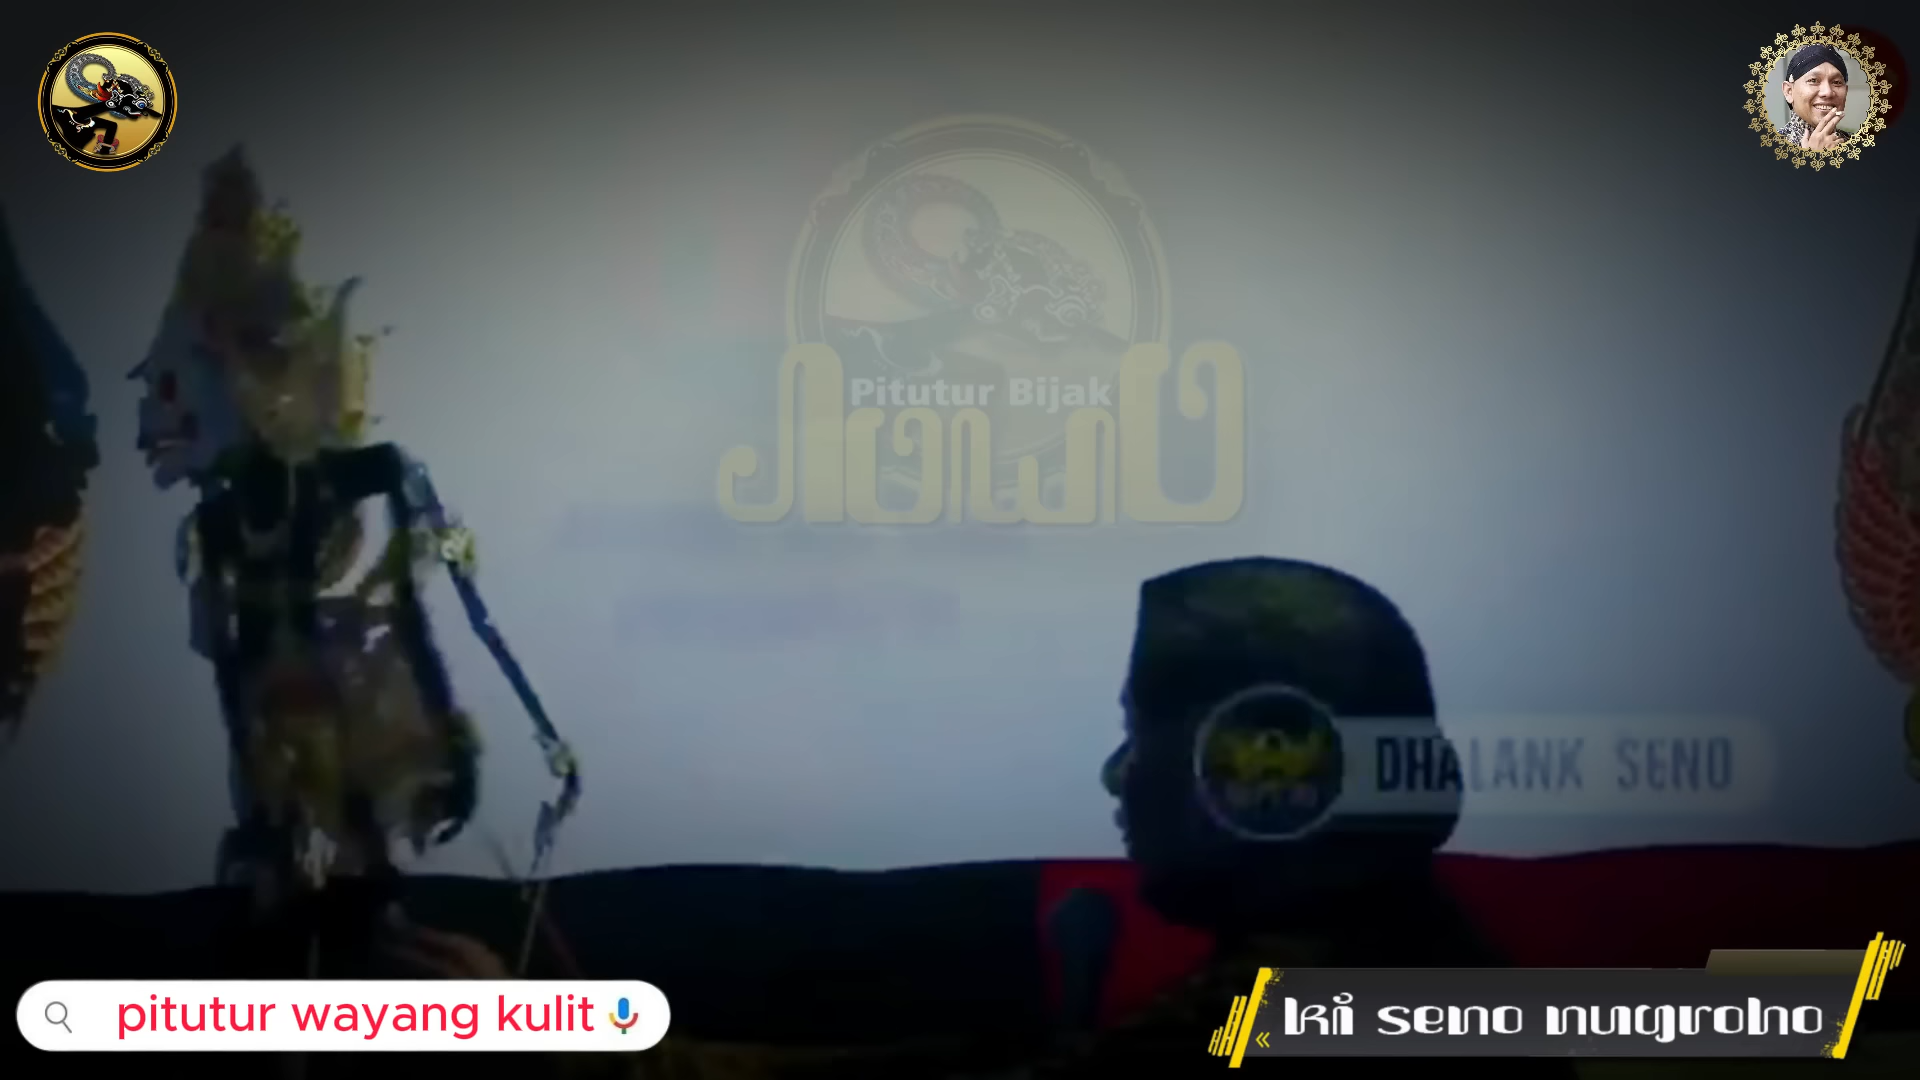 Pitutur Bijak
DHALANK SENO
pitutur wayang kulit
« ki seno nugroho